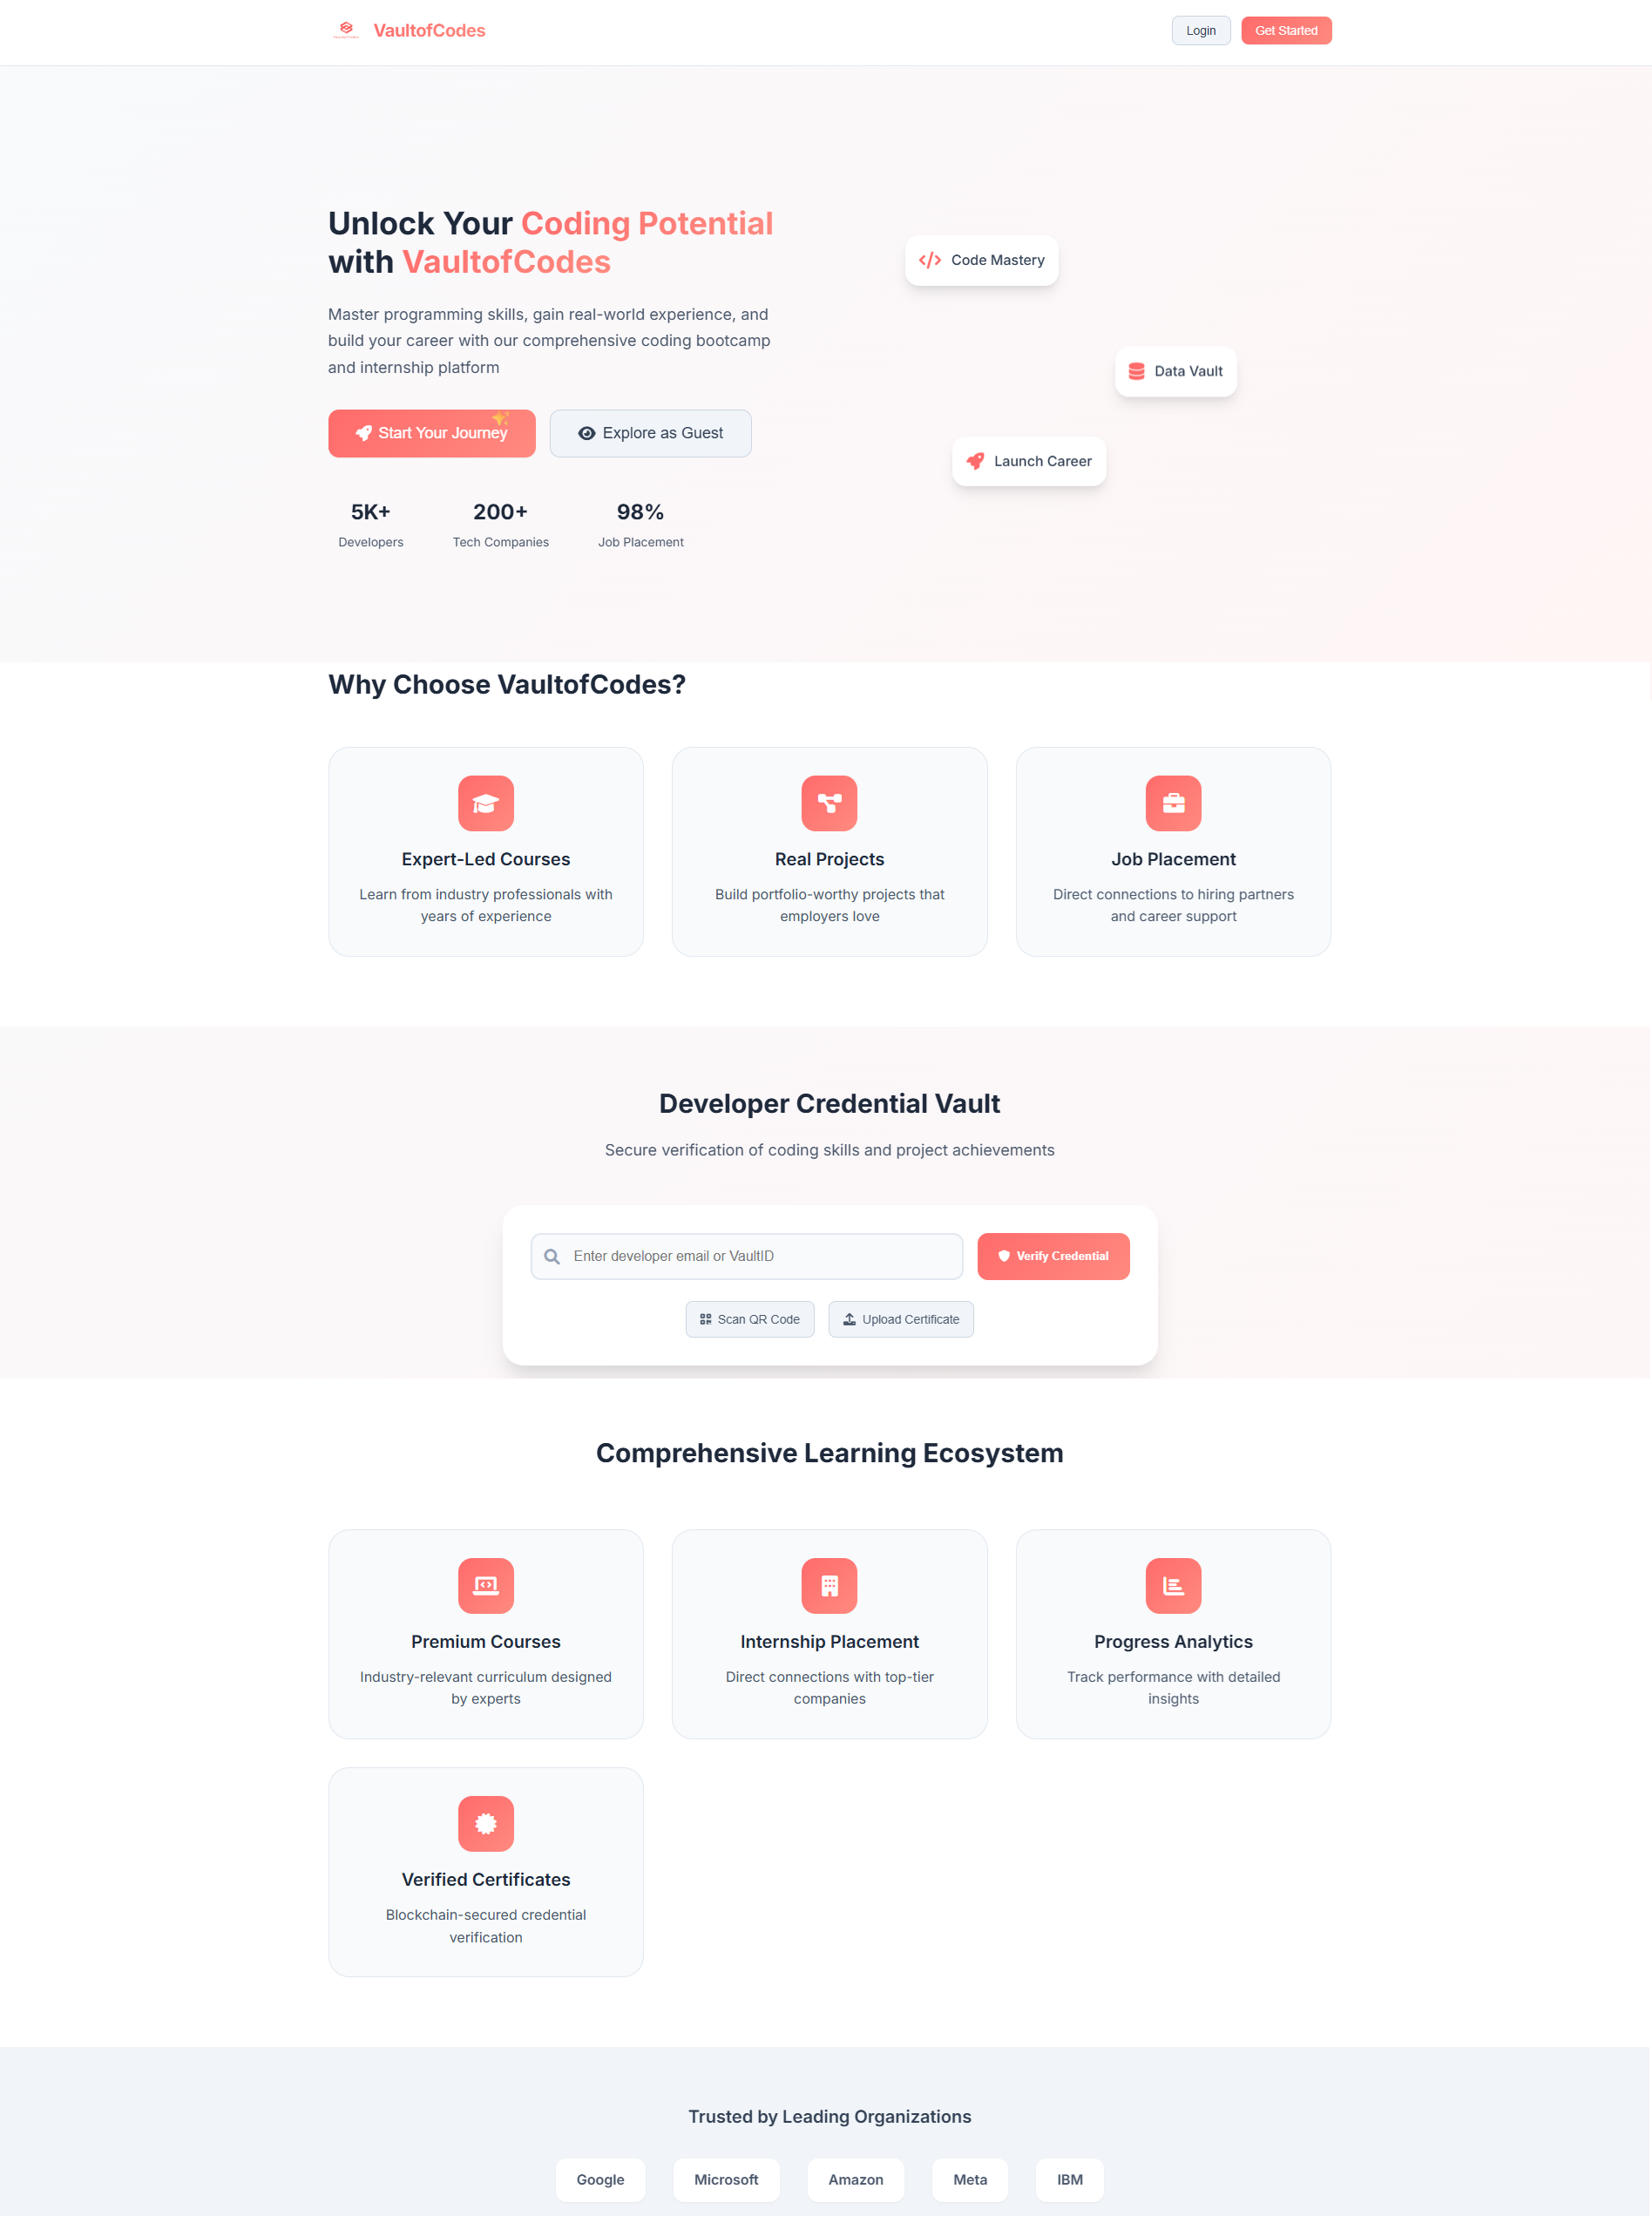 VaultofCodes
Login
Get Started
Unlock Your Coding Potential
with VaultofCodes
Master programming skills, gain real-world experience, and
build your career with our comprehensive coding bootcamp
and internship platform
Start Your Journey
Explore as Guest
5K+
200+
98%
Developers
Tech Companies
Job Placement
Code Mastery
Data Vault
Launch Career
Why Choose VaultofCodes?
Expert-Led Courses
Learn from industry professionals with
years of experience
Real Projects
Build portfolio-worthy projects that
employers love
Job Placement
Direct connections to hiring partners
and career support
Developer Credential Vault
Secure verification of coding skills and project achievements
Enter developer email or VaultID
Verify Credential
Scan QR Code
Upload Certificate
Comprehensive Learning Ecosystem
Premium Courses
Industry-relevant curriculum designed
by experts
Internship Placement
Direct connections with top-tier
companies
Progress Analytics
Track performance with detailed
insights
Verified Certificates
Blockchain-secured credential
verification
Trusted by Leading Organizations
Google
Microsoft
Amazon
Meta
IBM